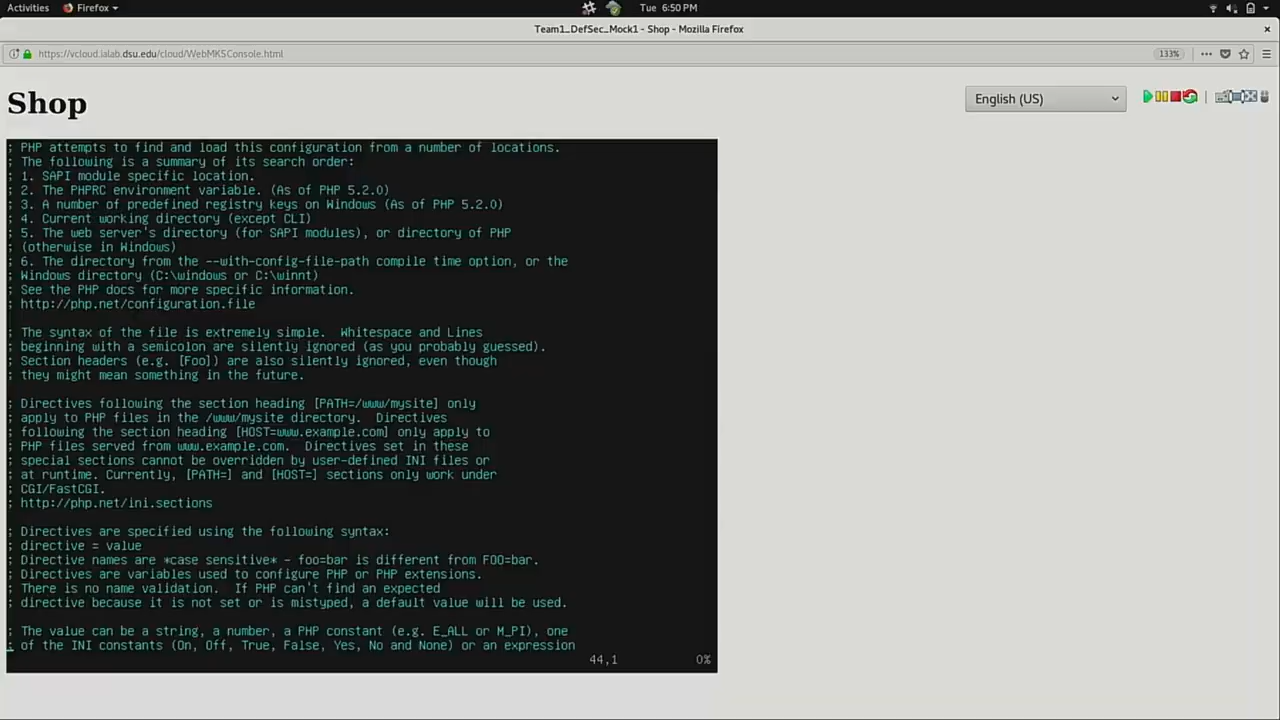 Activities
Firefox
Tue 6:50 PM
Team1_DefSec_Mock1 - Shop - Mozilla Firefox
https://vcloud.ialab.dsu.edu/cloud/WebMKSConsole.html
133%
Shop
English (US)
; PHP attempts to find and load this configuration from a number of locations.
; The following is a summary of its search order:
; 1. SAPI module specific location.
; 2. The PHPRC environment variable. (As of PHP 5.2.0)
; 3. A number of predefined registry keys on Windows (As of PHP 5.2.0)
; 4. Current working directory (except CLI)
; 5. The web server's directory (for SAPI modules), or directory of PHP
; (otherwise in Windows)
; 6. The directory from the --with-config-file-path compile time option, or the
; Windows directory (C:\windows or C:\winnt)
; See the PHP docs for more specific information.
; http://php.net/configuration.file
; The syntax of the file is extremely simple.  Whitespace and Lines
; beginning with a semicolon are silently ignored (as you probably guessed).
; Section headers (e.g. [Foo]) are also silently ignored, even though
; they might mean something in the future.
; Directives following the section heading [PATH=/www/mysite] only
; apply to PHP files in the /www/mysite directory.  Directives
; following the section heading [HOST=www.example.com] only apply to
; PHP files served from www.example.com.  Directives set in these
; special sections cannot be overridden by user-defined INI files or
; at runtime. Currently, [PATH=] and [HOST=] sections only work under
; CGI/FastCGI.
; http://php.net/ini.sections
; Directives are specified using the following syntax:
; directive = value
; Directive names are *case sensitive* - foo=bar is different from FOO=bar.
; Directives are variables used to configure PHP or PHP extensions.
; There is no name validation.  If PHP can't find an expected
; directive because it is not set or is mistyped, a default value will be used.
; The value can be a string, a number, a PHP constant (e.g. E_ALL or M_PI), one
; of the INI constants (On, Off, True, False, Yes, No and None) or an expression
44,1 0%